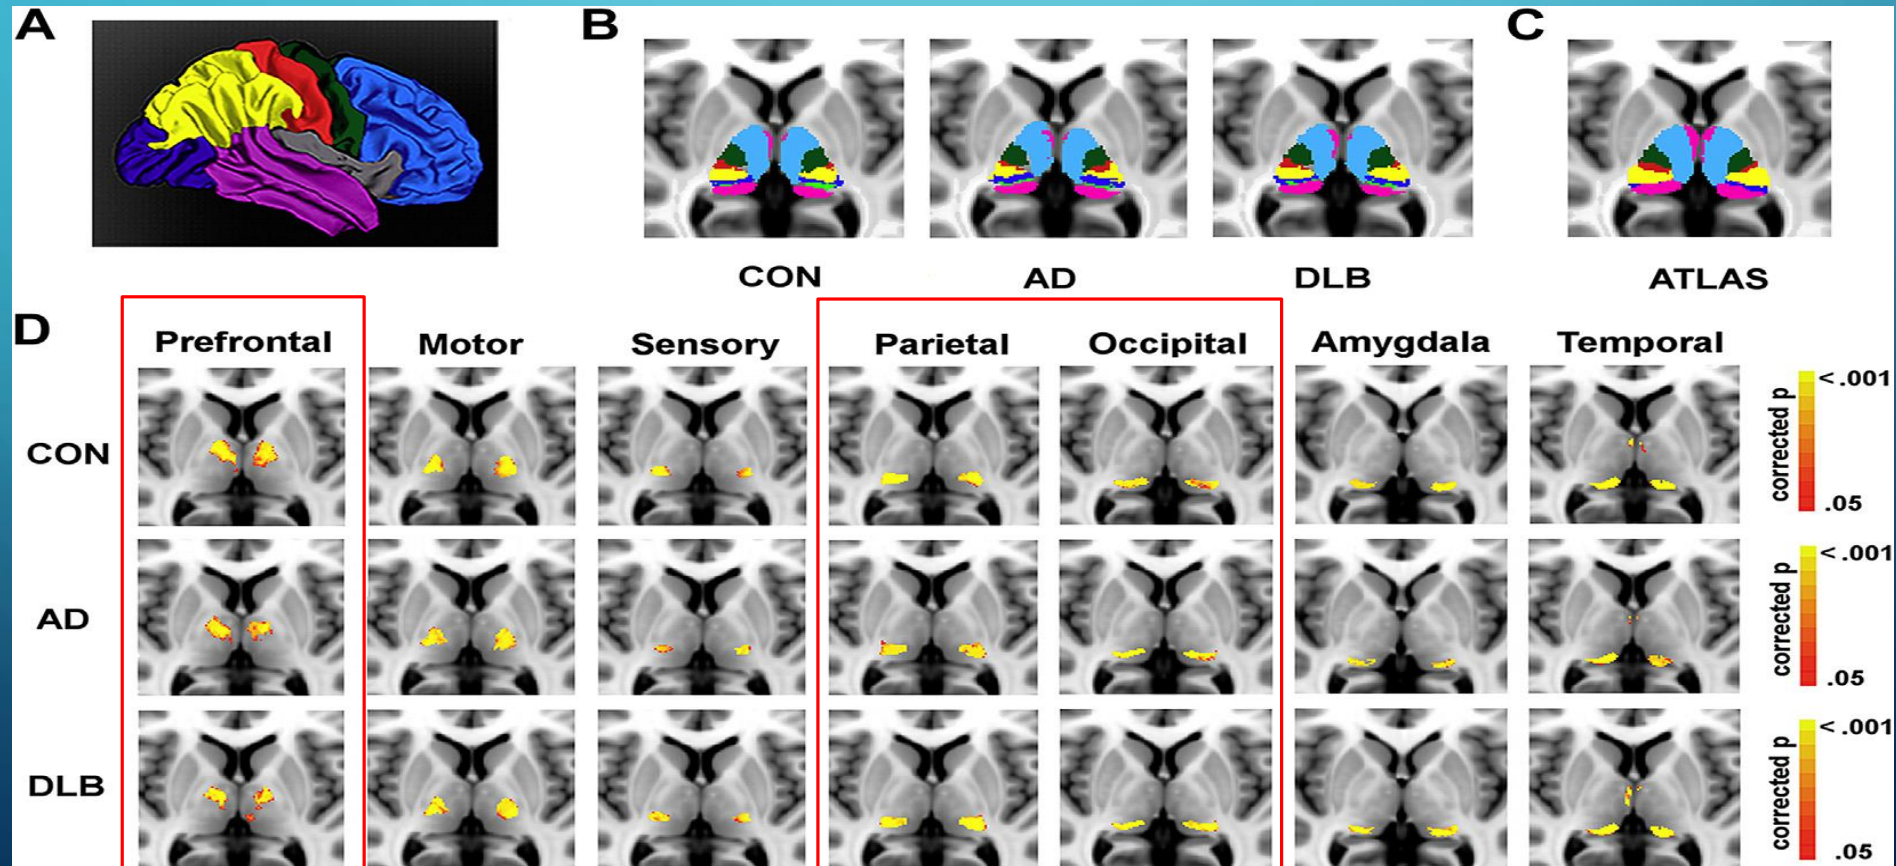 A
B
C
CON
AD
DLB
ATLAS
D
Prefrontal
Motor
Sensory
Parietal
Occipital
Amygdala
Temporal
CON
< .001
corrected p
.05
AD
< .001
corrected p
.05
DLB
< .001
corrected p
.05